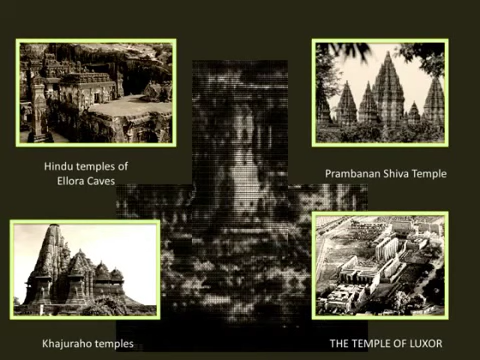 Hindu temples of
Ellora Caves
Prambanan Shiva Temple
Khajuraho temples
THE TEMPLE OF LUXOR